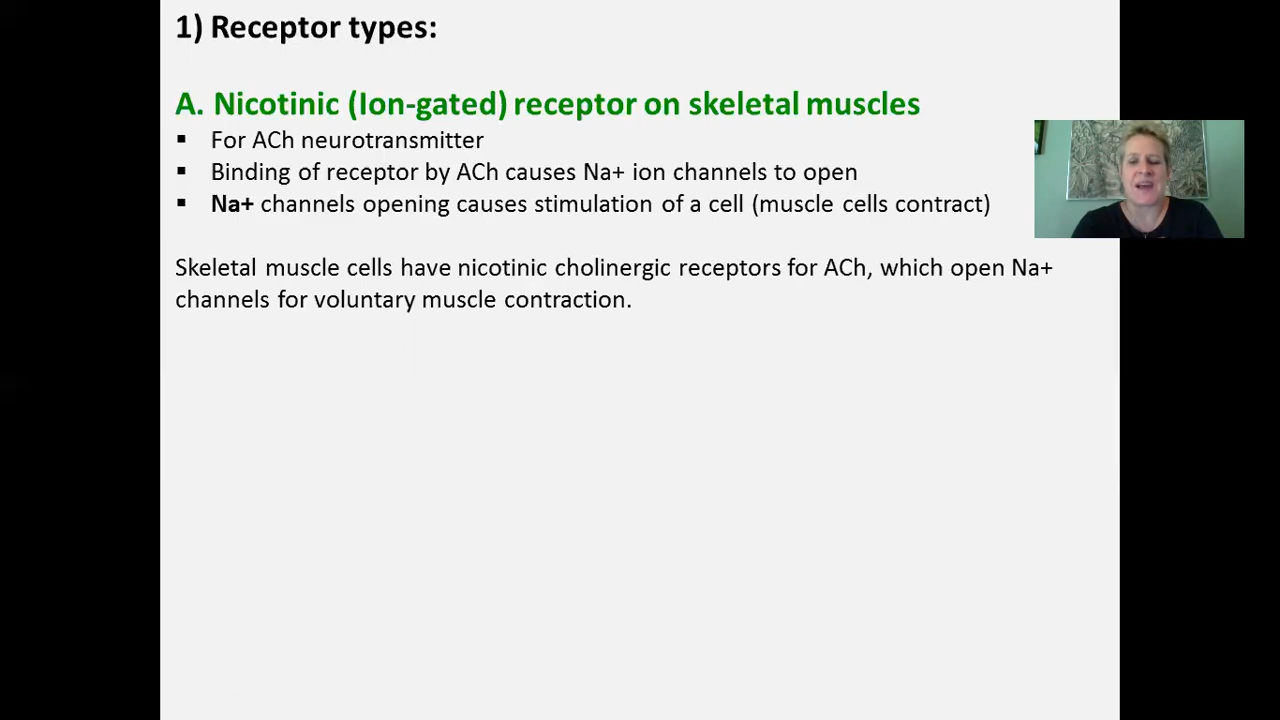 1) Receptor types:
A. Nicotinic (Ion-gated) receptor on skeletal muscles
▪ For ACh neurotransmitter
▪ Binding of receptor by ACh causes Na+ ion channels to open
▪ Na+ channels opening causes stimulation of a cell (muscle cells contract)
Skeletal muscle cells have nicotinic cholinergic receptors for ACh, which open Na+
channels for voluntary muscle contraction.